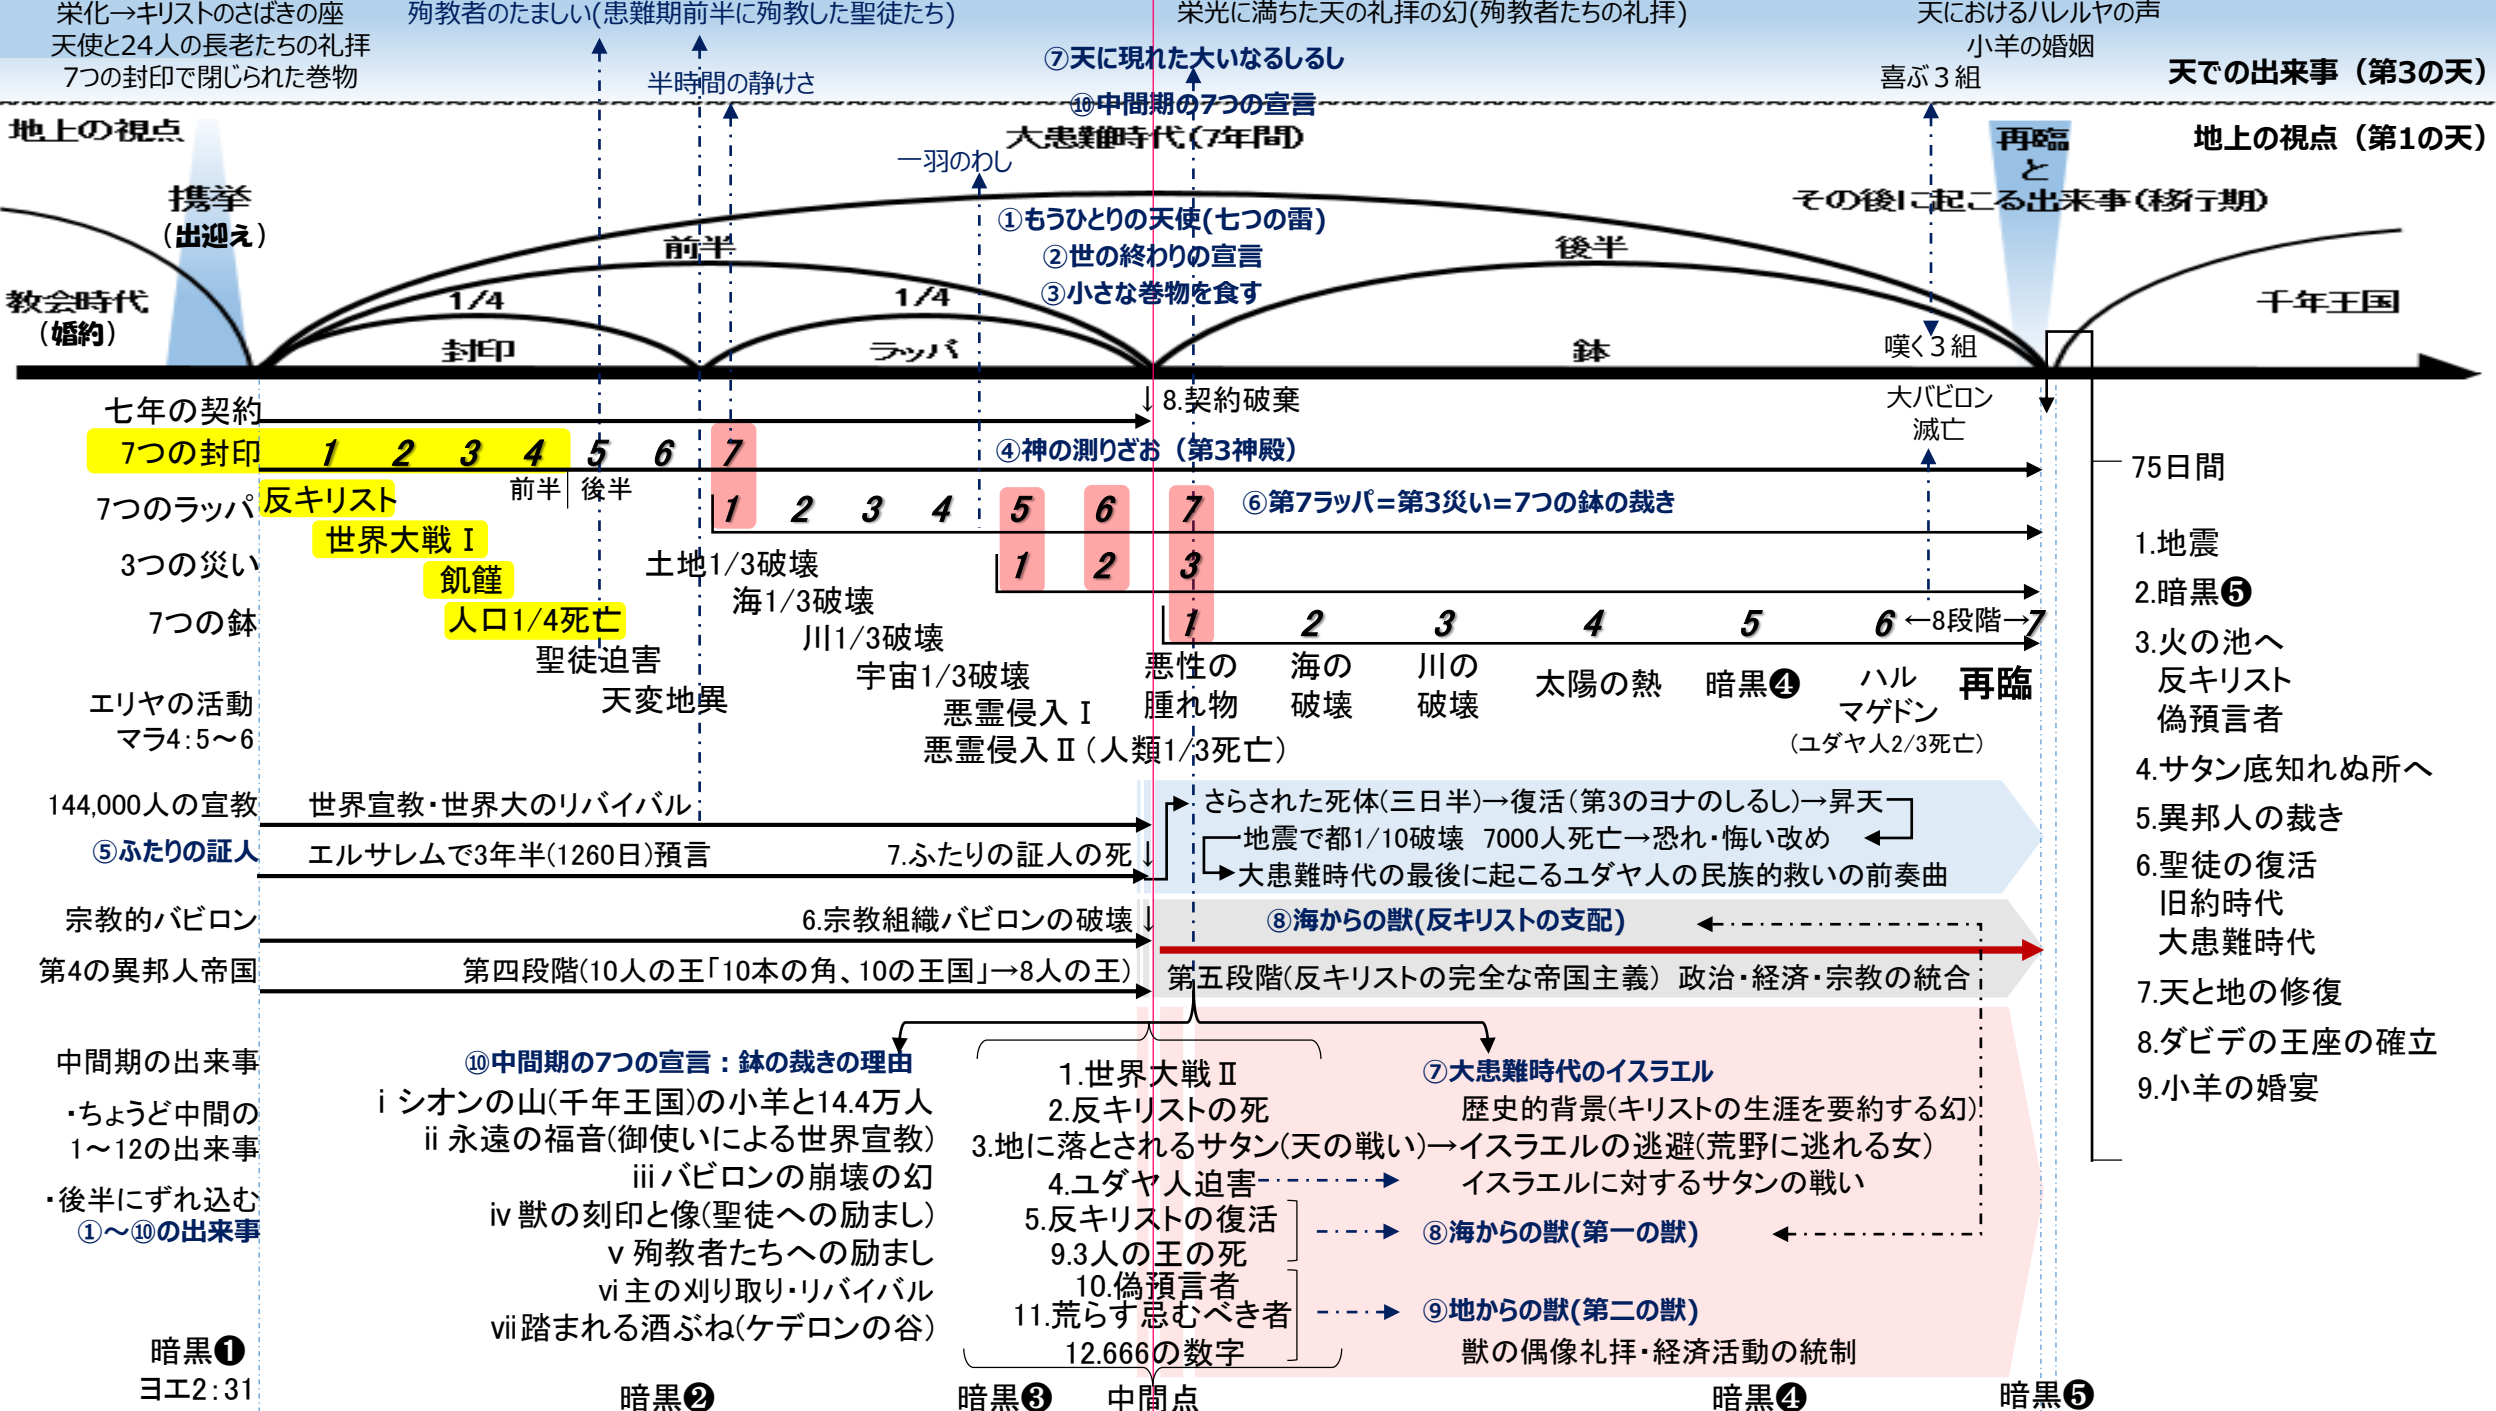 栄化→キリストのさばきの座
天使と24人の長老たちの礼拝
7つの封印で閉じられた巻物
殉教者のたましい(患難期前半に殉教した聖徒たち)
半時間の静けさ
栄光に満ちた天の礼拝の幻(殉教者たちの礼拝)
⑦天に現れた大いなるしるし
⑩中間期の7つの宣言
天におけるハレルヤの声
小羊の婚姻
喜ぶ３組
天での出来事（第3の天）
地上の視点
大患難時代(7年間)
地上の視点（第1の天）
携挙
(出迎え)
一羽のわし
再臨
と
その後に起こる出来事(移行期)
①もうひとりの天使(七つの雷)
②世の終わりの宣言
③小さな巻物を食す
前半
後半
教会時代
(婚約)
1/4
1/4
封印
ラッパ
鉢
嘆く３組
千年王国
七年の契約
↓8.契約破棄
大バビロン
滅亡
7つの封印
1 2 3 4 5 6 7
④神の測りざお（第3神殿）
前半 後半
7つのラッパ
反キリスト
1 2 3 4 5 6 7
⑥第7ラッパ=第3災い=7つの鉢の裁き
世界大戦Ⅰ
3つの災い
1 2 3
飢饉
土地1/3破壊
海1/3破壊
7つの鉢
人口1/4死亡
川1/3破壊
1 2 3 4 5 6 ←8段階→7
聖徒迫害
宇宙1/3破壊
天変地異
悪霊侵入Ⅰ
悪霊侵入Ⅱ(人類1/3死亡)
悪性の
腫れ物
海の
破壊
川の
破壊
太陽の熱
暗黒❹
ハル
マゲドン
(ユダヤ人2/3死亡)
再臨
エリヤの活動
マラ4:5～6
144,000人の宣教
世界宣教・世界大のリバイバル
さらされた死体(三日半)→復活(第3のヨナのしるし)→昇天
地震で都1/10破壊 7000人死亡→恐れ・悔い改め
大患難時代の最後に起こるユダヤ人の民族的救いの前奏曲
⑤ふたりの証人
エルサレムで3年半(1260日)預言
7.ふたりの証人の死↓
宗教的バビロン
6.宗教組織バビロンの破壊↓
⑧海からの獣(反キリストの支配)
第4の異邦人帝国
第四段階(10人の王「10本の角、10の王国」→8人の王)
第五段階(反キリストの完全な帝国主義) 政治・経済・宗教の統合
75日間
1.地震
2.暗黒❺
3.火の池へ
反キリスト
偽預言者
4.サタン底知れぬ所へ
5.異邦人の裁き
6.聖徒の復活
旧約時代
大患難時代
7.天と地の修復
8.ダビデの王座の確立
9.小羊の婚宴
中間期の出来事
・ちょうど中間の
1～12の出来事
・後半にずれ込む
①～⑩の出来事
⑩中間期の7つの宣言：鉢の裁きの理由
ⅰシオンの山(千年王国)の小羊と14.4万人
ⅱ永遠の福音(御使いによる世界宣教)
ⅲバビロンの崩壊の幻
ⅳ獣の刻印と像(聖徒への励まし)
ⅴ殉教者たちへの励まし
ⅵ主の刈り取り・リバイバル
ⅶ踏まれる酒ぶね(ケデロンの谷)
1.世界大戦Ⅱ
2.反キリストの死
3.地に落とされるサタン(天の戦い)→イスラエルの逃避(荒野に逃れる女)
4.ユダヤ人迫害
5.反キリストの復活
9.3人の王の死
10.偽預言者
11.荒らす忌むべき者
12.666の数字
⑦大患難時代のイスラエル
歴史的背景(キリストの生涯を要約する幻)
イスラエルに対するサタンの戦い
⑧海からの獣(第一の獣)
⑨地からの獣(第二の獣)
獣の偶像礼拝・経済活動の統制
暗黒❶
ヨエ2:31
暗黒❷
暗黒❸
中間点
暗黒❹
暗黒❺